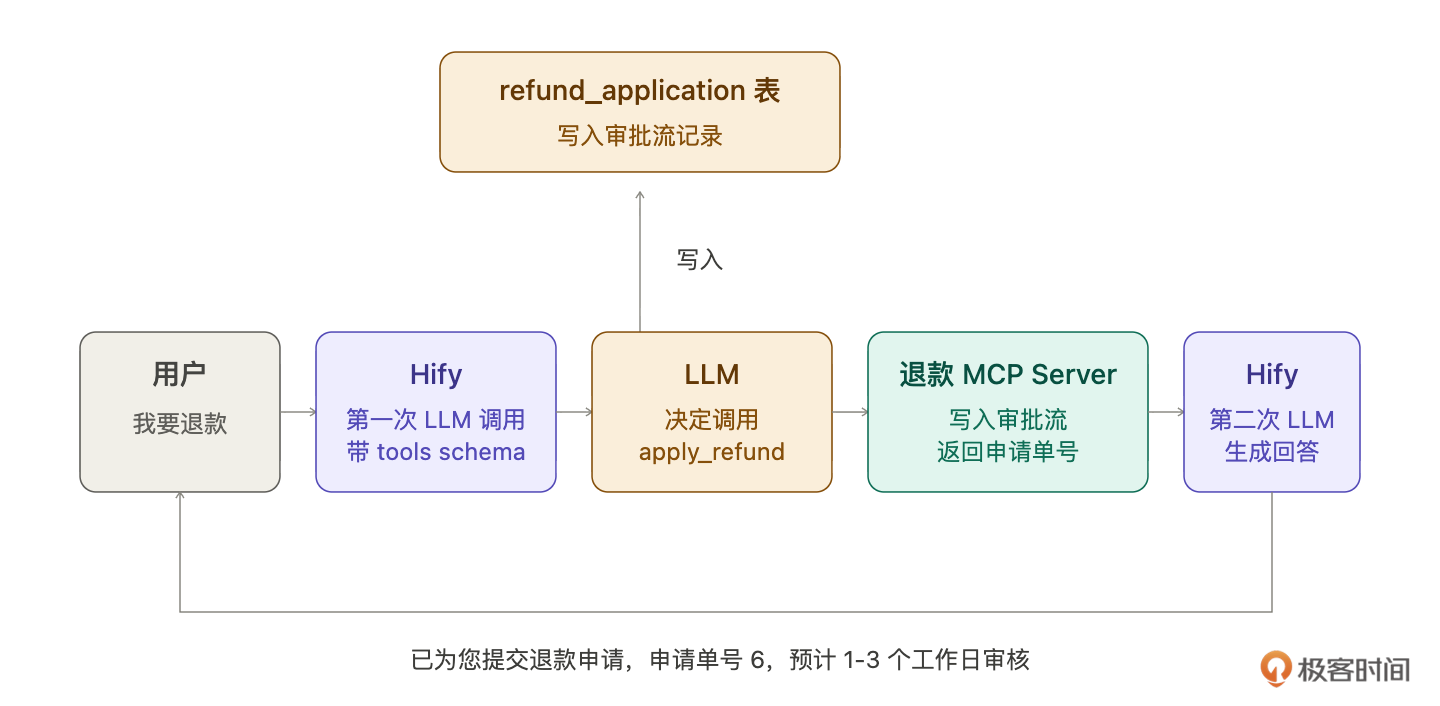 refund_application 表
写入审批流记录
写入
用户
我要退款
Hify
第一次 LLM 调用
带 tools schema
LLM
决定调用
apply_refund
退款 MCP Server
写入审批流
返回申请单号
Hify
第二次 LLM
生成回答
已为您提交退款申请，申请单号 6，预计 1-3 个工作日审核
极客时间